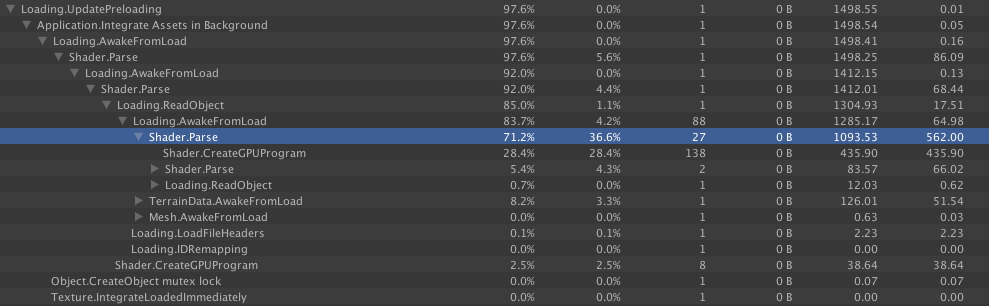 Loading.UpdatePreloading 97.6% 0.0% 1 0 B 1498.55 0.01
Application.Integrate Assets in Background 97.6% 0.0% 1 0 B 1498.54 0.05
Loading.AwakeFromLoad 97.6% 0.0% 1 0 B 1498.41 0.16
Shader.Parse 97.6% 5.6% 1 0 B 1498.25 86.09
Loading.AwakeFromLoad 92.0% 0.0% 1 0 B 1412.15 0.13
Shader.Parse 92.0% 4.4% 1 0 B 1412.01 68.44
Loading.ReadObject 85.0% 1.1% 1 0 B 1304.93 17.51
Loading.AwakeFromLoad 83.7% 4.2% 88 0 B 1285.17 64.98
Shader.Parse 71.2% 36.6% 27 0 B 1093.53 562.00
Shader.CreateGPUProgram 28.4% 28.4% 138 0 B 435.90 435.90
Shader.Parse 5.4% 4.3% 2 0 B 83.57 66.02
Loading.ReadObject 0.7% 0.0% 1 0 B 12.03 0.62
TerrainData.AwakeFromLoad 8.2% 3.3% 1 0 B 126.01 51.54
Mesh.AwakeFromLoad 0.0% 0.0% 1 0 B 0.63 0.03
Loading.LoadFileHeaders 0.1% 0.1% 1 0 B 2.23 2.23
Loading.IDRemapping 0.0% 0.0% 1 0 B 0.00 0.00
Shader.CreateGPUProgram 2.5% 2.5% 8 0 B 38.64 38.64
Object.CreateObject mutex lock 0.0% 0.0% 1 0 B 0.07 0.07
Texture.IntegrateLoadedImmediately 0.0% 0.0% 1 0 B 0.00 0.00